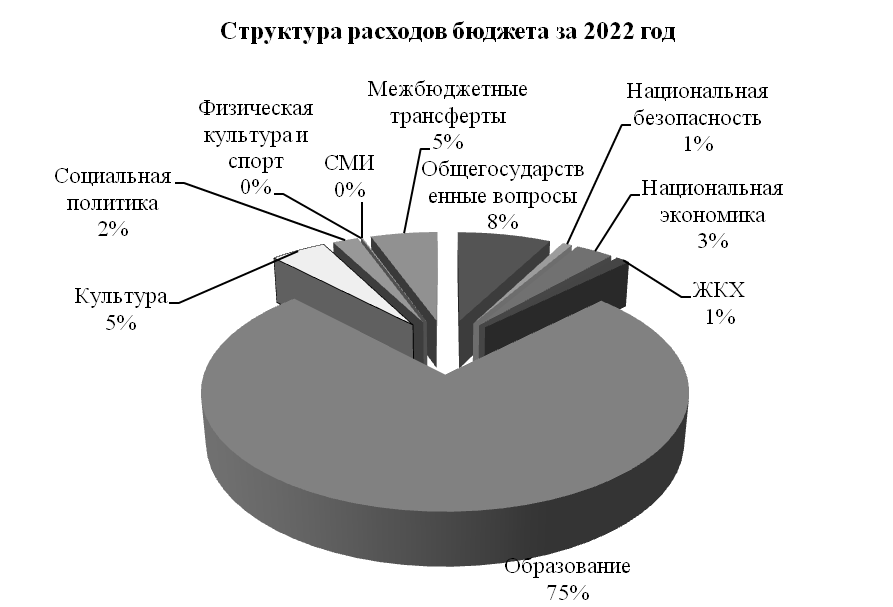 Структура расходов бюджета за 2022 год
Межбюджетные
трансферты
5%
Национальная
безопасность
1%
Физическая
культура и
спорт
0%
СМИ
0%
Общегосударств
енные вопросы
8%
Социальная
политика
2%
Национальная
экономика
3%
Культура
5%
ЖКХ
1%
Образование
75%